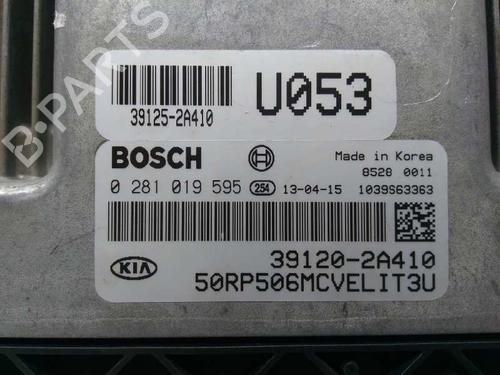 39125-2A410
U053
BOSCH
Made in Korea
8528 0011
0 281 019 595 254 13-04-15 1039S63363
KIA
39120-2A410
50RP506MCVELIT3U
B-PARTS